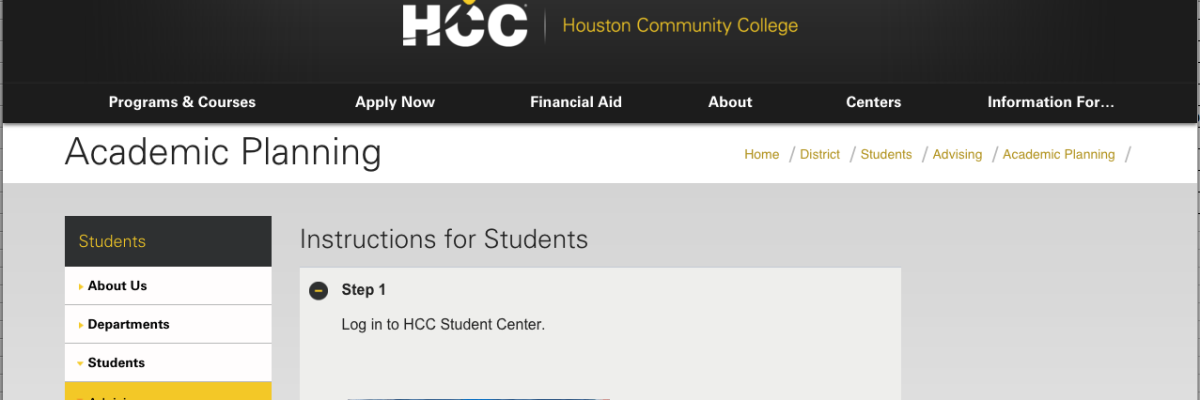 HCC Houston Community College
Programs & Courses Apply Now Financial Aid About Centers Information For...
Academic Planning
Home / District / Students / Advising / Academic Planning /
Students
About Us
Departments
Students
Instructions for Students
Step 1
Log in to HCC Student Center.